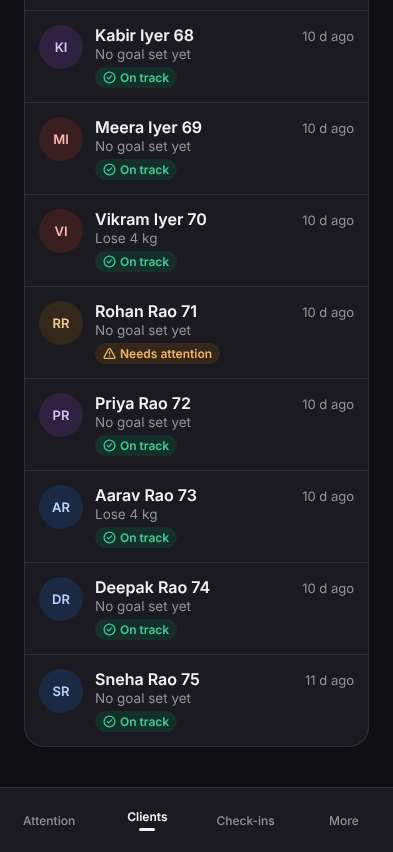 KI
Kabir Iyer 68
10 d ago
No goal set yet
On track
MI
Meera Iyer 69
10 d ago
No goal set yet
On track
VI
Vikram Iyer 70
10 d ago
Lose 4 kg
On track
RR
Rohan Rao 71
10 d ago
No goal set yet
Needs attention
PR
Priya Rao 72
10 d ago
No goal set yet
On track
AR
Aarav Rao 73
10 d ago
Lose 4 kg
On track
DR
Deepak Rao 74
10 d ago
No goal set yet
On track
SR
Sneha Rao 75
11 d ago
No goal set yet
On track
Attention
Clients
Check-ins
More